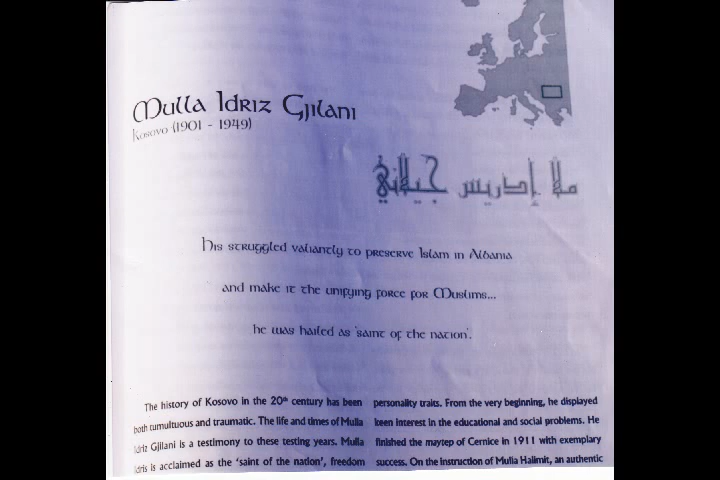 Mulla Idriz Gjilani
Kosovo (1901 - 1949)
ملا إدريس جيلاني
His struggled valiantly to preserve Islam in Albania
and make it the unifying force for Muslims...
he was hailed as 'saint of the nation'.
The history of Kosovo in the 20th century has been
both tumultuous and traumatic. The life and times of Mulla
Idriz Gjilani is a testimony to these testing years. Mulla
Idris is acclaimed as the 'saint of the nation', freedom
personality traits. From the very beginning, he displayed
keen interest in the educational and social problems. He
finished the maytep of Cernice in 1911 with exemplary
success. On the instruction of Mulla Halimit, an authentic